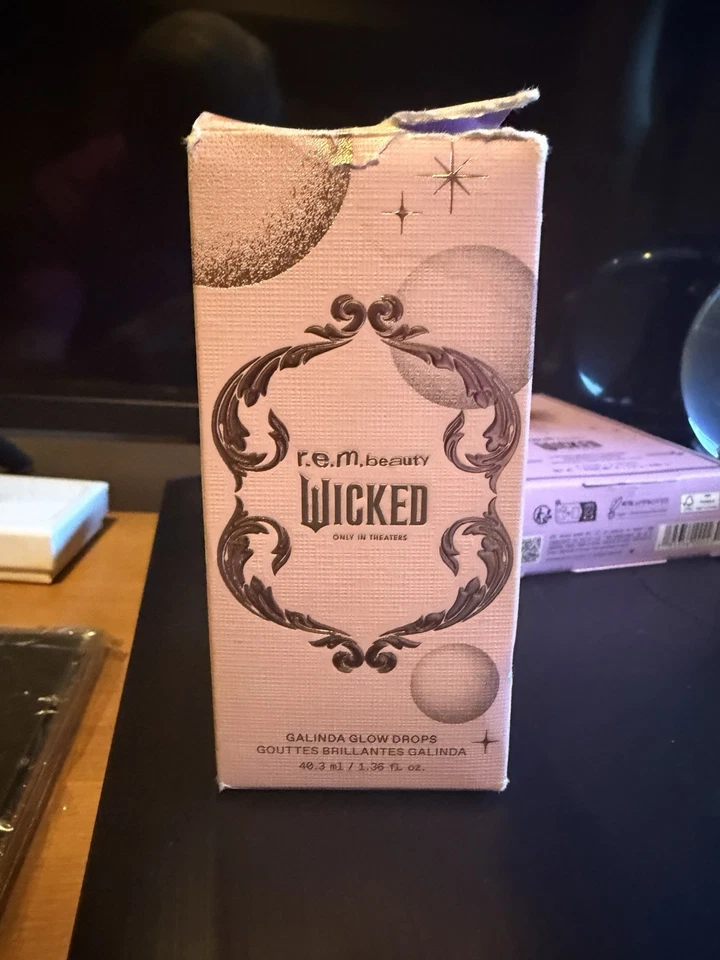 r.e.m.beauty
WICKED
ONLY IN THEATERS
GALINDA GLOW DROPS
GOUTTES BRILLANTES GALINDA
40.3 ml / 1.36 fl. oz.